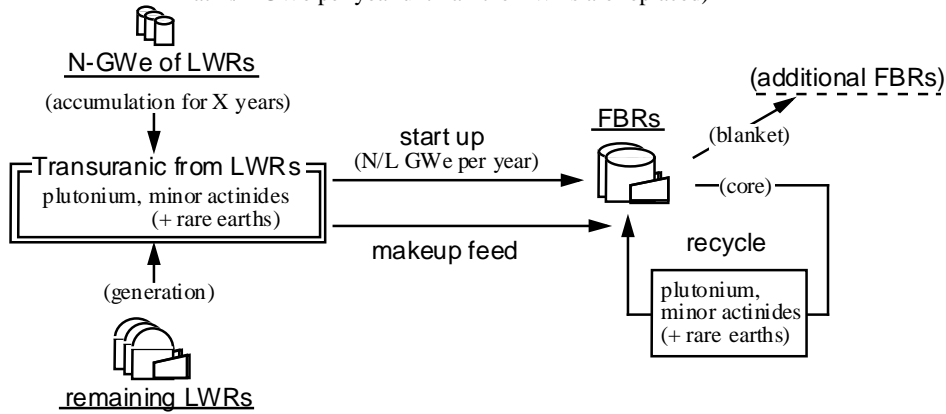 N-GWe of LWRs
(accumulation for X years)
Transuranic from LWRs
plutonium, minor actinides
(+ rare earths)
(generation)
remaining LWRs
start up
(N/L GWe per year)
makeup feed
FBRs
(additional FBRs)
(blanket)
(core)
recycle
plutonium,
minor actinides
(+ rare earths)